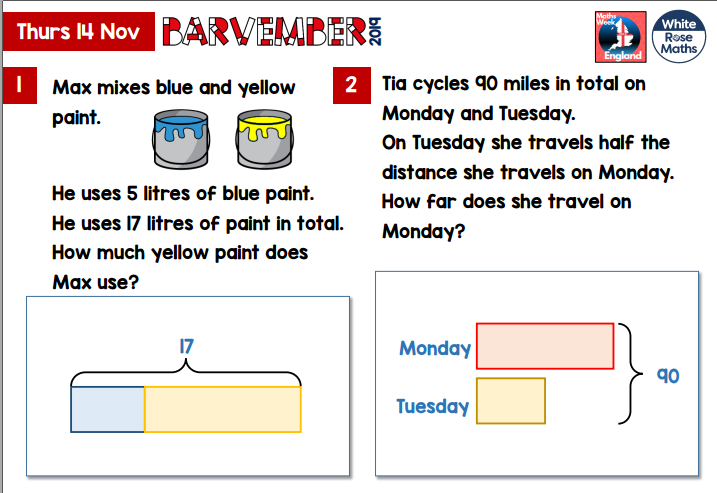 Thurs 14 Nov
BARVEMBER 2019
Maths
Week
England
White
Rose
Maths
1
Max mixes blue and yellow
paint.
He uses 5 litres of blue paint.
He uses 17 litres of paint in total.
How much yellow paint does
Max use?
17
2
Tia cycles 90 miles in total on
Monday and Tuesday.
On Tuesday she travels half the
distance she travels on Monday.
How far does she travel on
Monday?
Monday
Tuesday
90